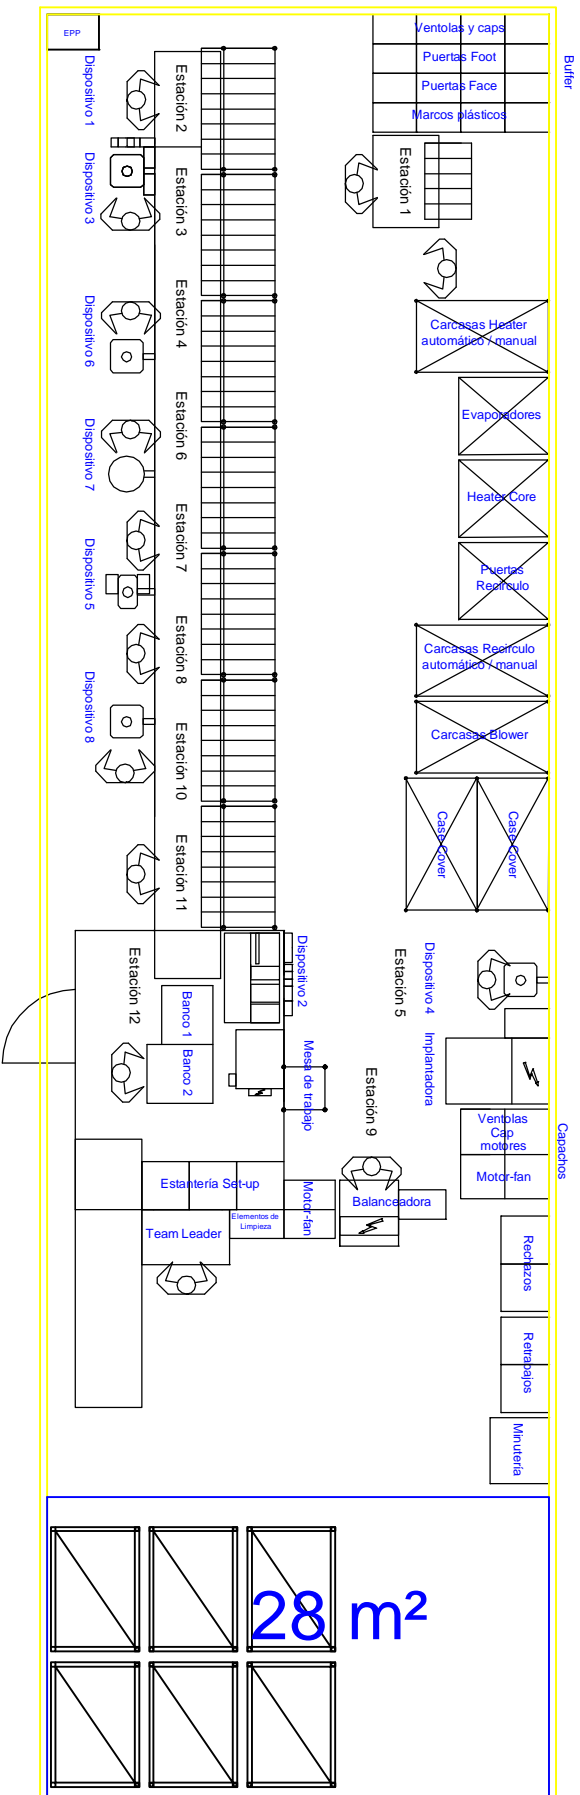 EPP
Ventolas y caps
Puertas Foot
Puertas Face
Marcos plásticos
Buffer
Dispositivo 1
Estación 2
Estación 1
Dispositivo 3
Estación 3
Dispositivo 6
Estación 4
Carcasas Heater
automático / manual
Evaporadores
Dispositivo 7
Estación 6
Heater Core
Dispositivo 5
Estación 7
Puertas
Recírculo
Estación 8
Carcasas Recírculo
automático / manual
Dispositivo 8
Estación 10
Carcasas Blower
Estación 11
Case Cover
Case Cover
Estación 12
Dispositivo 2
Estación 5
Dispositivo 4
Banco 1
Banco 2
Mesa de trabajo
Implantadora
Estación 9
Ventolas
Cap
motores
Motor-fan
Capachos
Estantería Set-up
Motor-fan
Balanceadora
Elementos de
Limpieza
Team Leader
Rechazos
Retrabajos
Minutería
28 m²